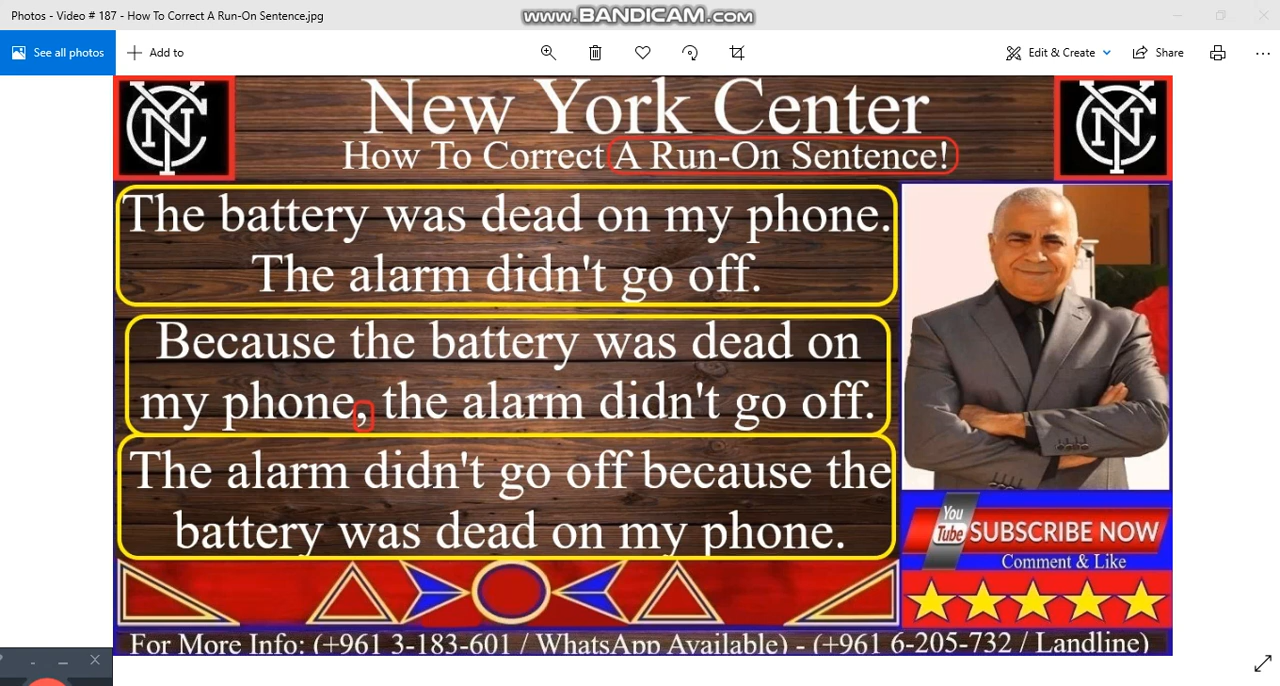 Photos - Video # 187 - How To Correct A Run-On Sentence.jpg
www.BANDICAM.com
See all photos
Add to
Edit & Create
Share
New York Center
How To Correct A Run-On Sentence!
The battery was dead on my phone.
The alarm didn't go off.
Because the battery was dead on
my phone, the alarm didn't go off.
The alarm didn't go off because the
battery was dead on my phone.
You
Tube
SUBSCRIBE NOW
Comment & Like
For More Info: (+961 3-183-601 / WhatsApp Available) - (+961 6-205-732 / Landline)